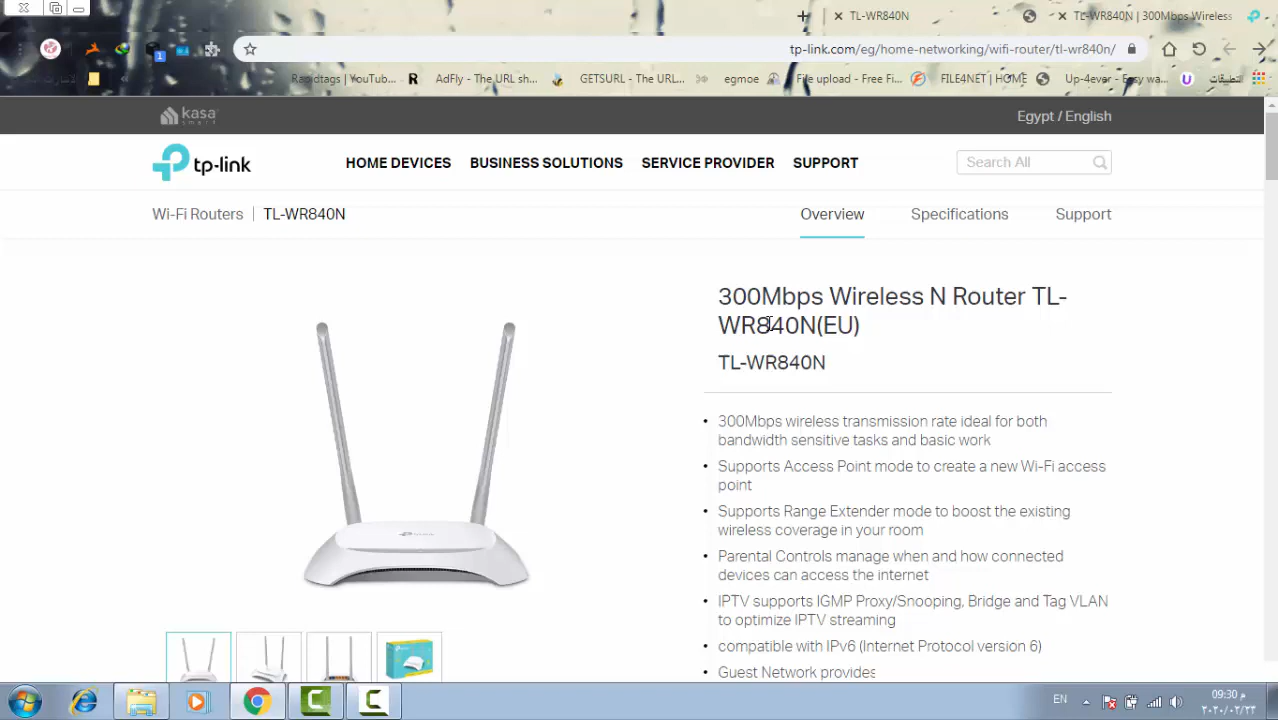 TL-WR840N
TL-WR840N | 300Mbps Wireless
tp-link.com/eg/home-networking/wifi-router/tl-wr840n/
1
Rapidtags | YouTub...
AdFly - The URL sh...
GETSURL - The URL...
egmoe
File upload - Free Fi...
FILE4NET | HOME
Up-4ever - Easy wa...
التطبيقات
kasa
smart
Egypt / English
tp-link
HOME DEVICES
BUSINESS SOLUTIONS
SERVICE PROVIDER
SUPPORT
Search All
Wi-Fi Routers
TL-WR840N
Overview
Specifications
Support
300Mbps Wireless N Router TL-
WR840N(EU)
TL-WR840N
• 300Mbps wireless transmission rate ideal for both
bandwidth sensitive tasks and basic work
• Supports Access Point mode to create a new Wi-Fi access
point
• Supports Range Extender mode to boost the existing
wireless coverage in your room
• Parental Controls manage when and how connected
devices can access the internet
• IPTV supports IGMP Proxy/Snooping, Bridge and Tag VLAN
to optimize IPTV streaming
• compatible with IPv6 (Internet Protocol version 6)
• Guest Network provides
EN
09:30 م